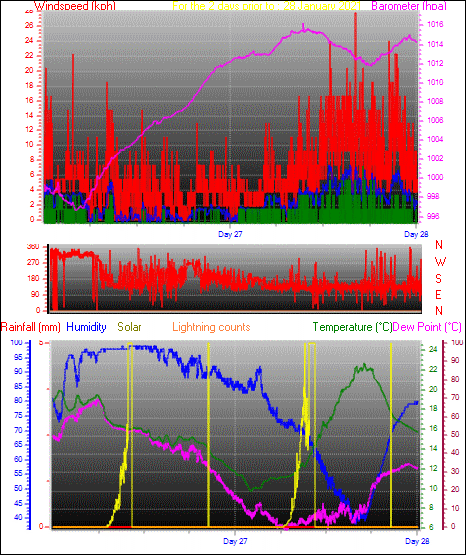 Windspeed (kph) For the 2 days prior to : 28 January 2021 Barometer (hpa)
28 1016
26
24 1014
22
20 1012
18 1010
16
14 1008
12 1006
10
8 1004
6 1002
4 1000
2 998
0 996
Day 27 Day 28
360 N
270 W
180 S
90 E
0 N
Rainfall (mm) Humidity Solar Lightning counts Temperature (°C) Dew Point (°C)
100 24 100
95 22 90
90 20 80
85 18 70
80 16 60
75 14 50
70 12 40
65 10 30
60 8 20
55 6 10
50 0
45
40
0
Day 27 Day 28